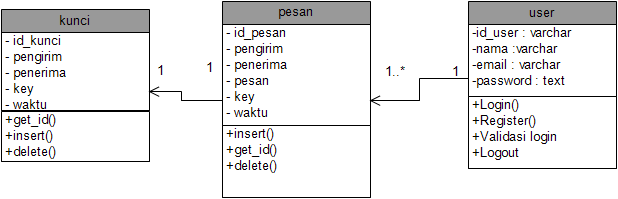 kunci
- id_kunci
- pengirim
- penerima
- key
- waktu
+get_id()
+insert()
+delete()
1
1
pesan
- id_pesan
- pengirim
- penerima
- pesan
- key
- waktu
+insert()
+get_id()
+delete()
1..*
1
user
-id_user : varchar
-nama :varchar
-email : varchar
-password : text
+Login()
+Register()
+Validasi login
+Logout